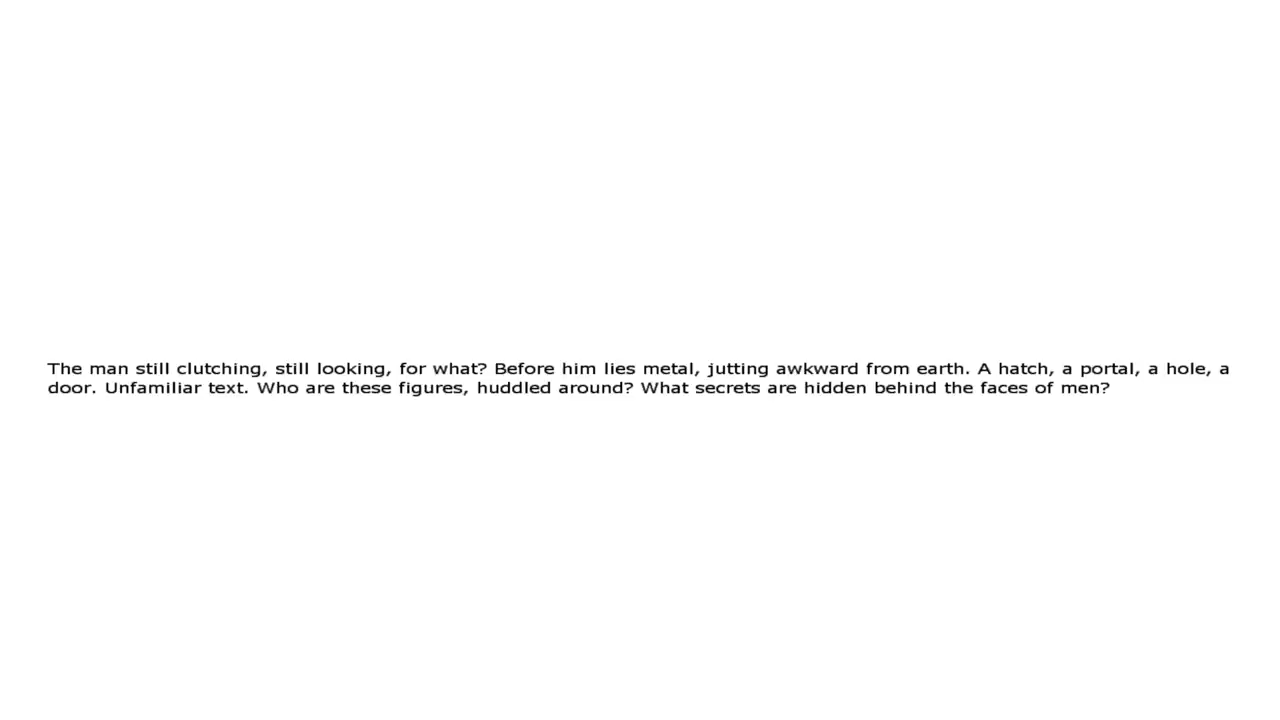 The man still clutching, still looking, for what? Before him lies metal, jutting awkward from earth. A hatch, a portal, a hole, a
door. Unfamiliar text. Who are these figures, huddled around? What secrets are hidden behind the faces of men?